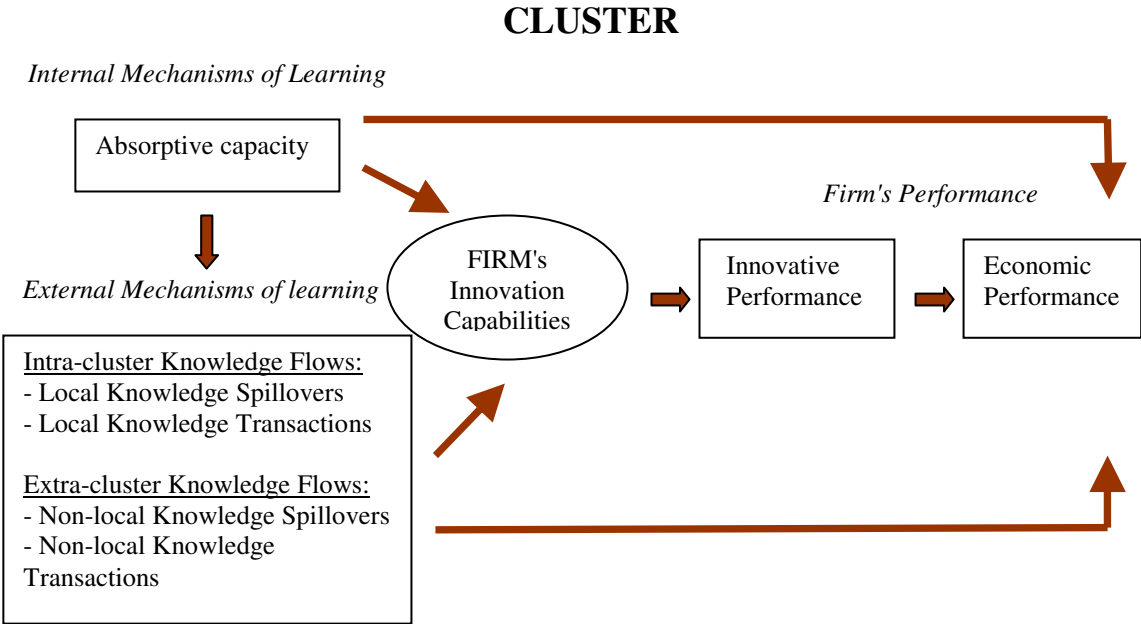 CLUSTER
Internal Mechanisms of Learning
Absorptive capacity
Firm's Performance
External Mechanisms of learning
FIRM's
Innovation
Capabilities
Innovative
Performance
Economic
Performance
Intra-cluster Knowledge Flows:
- Local Knowledge Spillovers
- Local Knowledge Transactions
Extra-cluster Knowledge Flows:
- Non-local Knowledge Spillovers
- Non-local Knowledge
Transactions